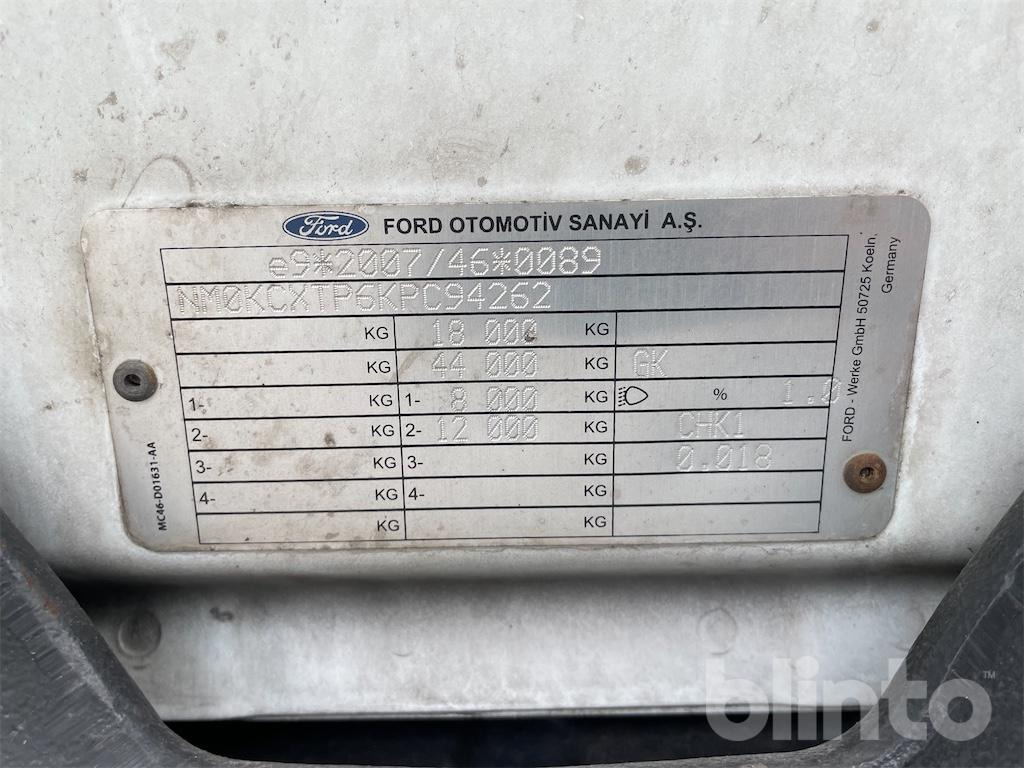 Ford FORD OTOMOTİV SANAYİ A.Ş.
e9*2007/46*0089
NM0KCXTP6KPC94262
KG 18 000 KG
KG 44 000 KG GK
1- KG 1- 8 000 KG % 1.0
2- KG 2- 12 000 KG CHK1
3- KG 3- KG 0.018
4- KG 4- KG
KG KG
MC46-D01631-AA
FORD - Werke GmbH 50725 Koeln,
Germany
blinto™